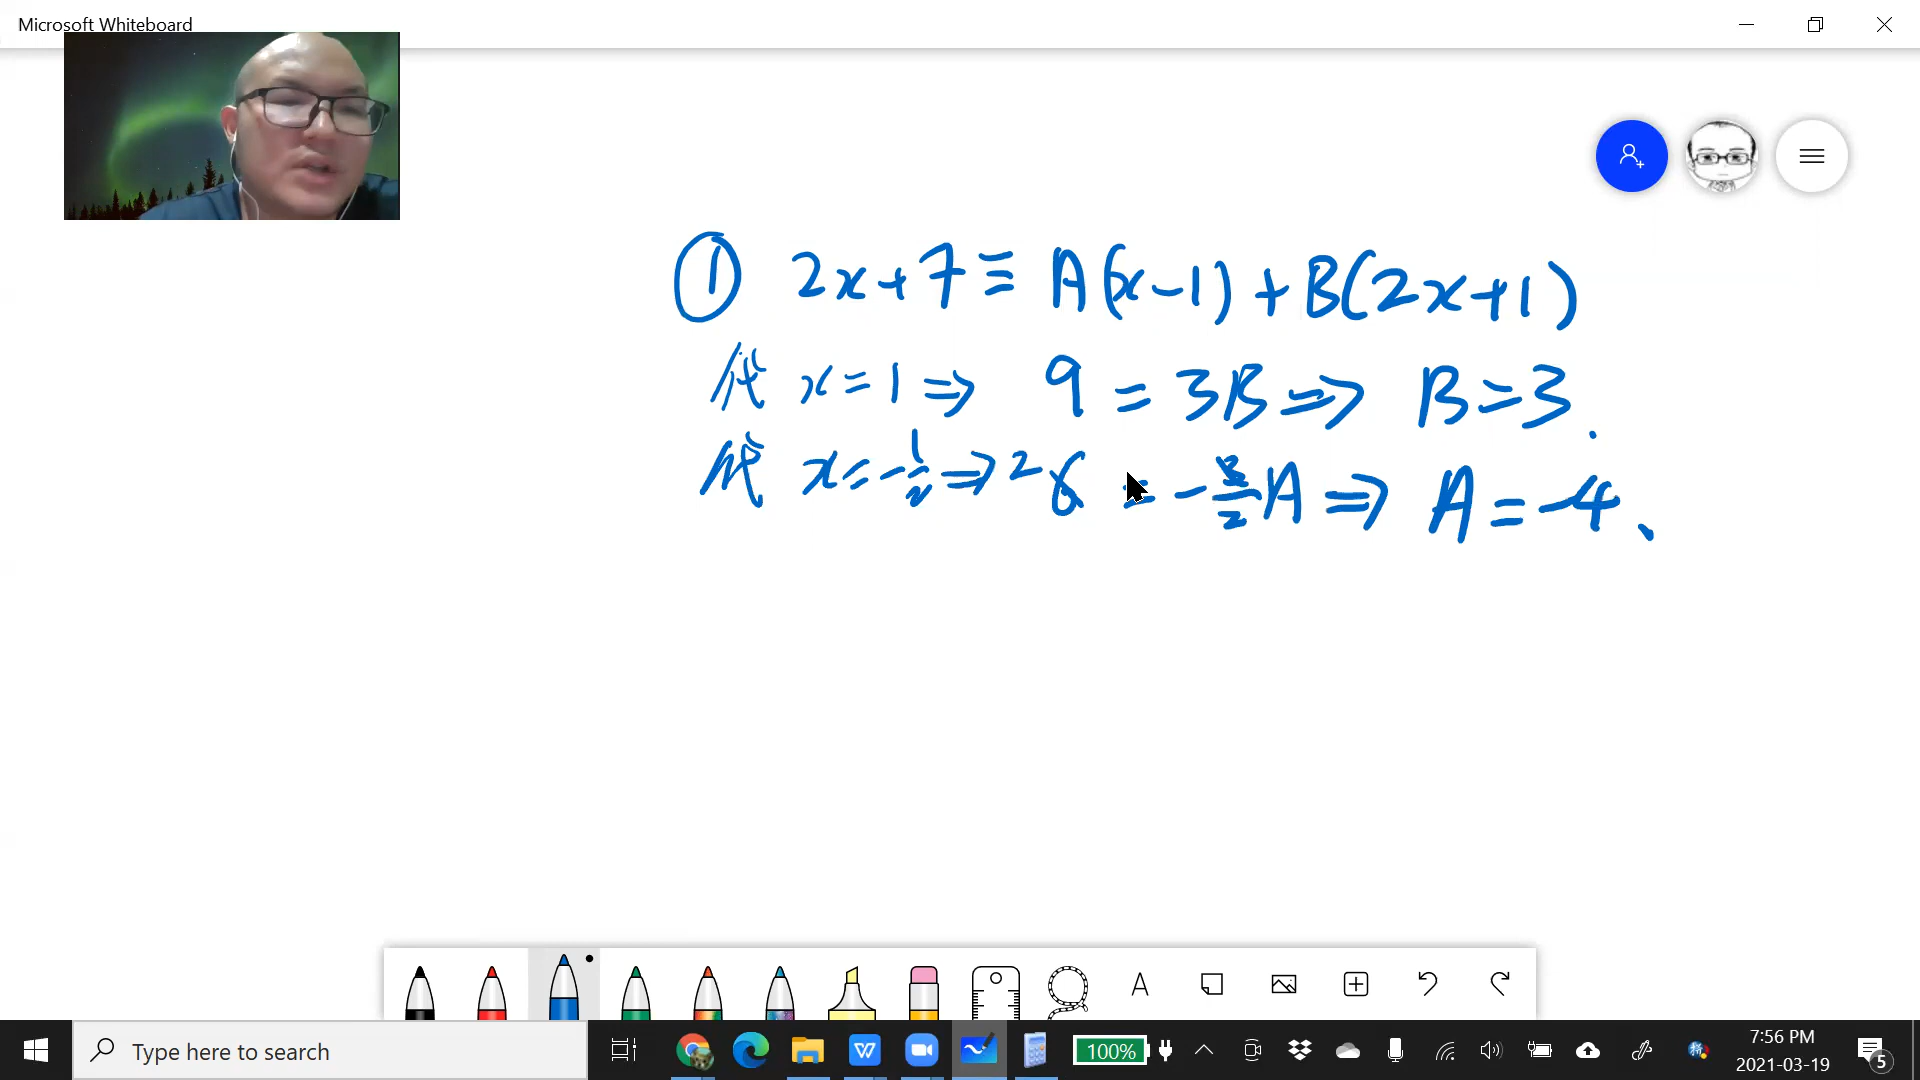 Microsoft Whiteboard
① 2x+7≡ A(x-1)+B(2x+1)
代 x=1 ⇒ 9 = 3B ⇒ B=3.
代 x=-1/2 ⇒ 2 6 = -3/2 A ⇒ A=-4.
A
Type here to search
100%
7:56 PM
2021-03-19
5